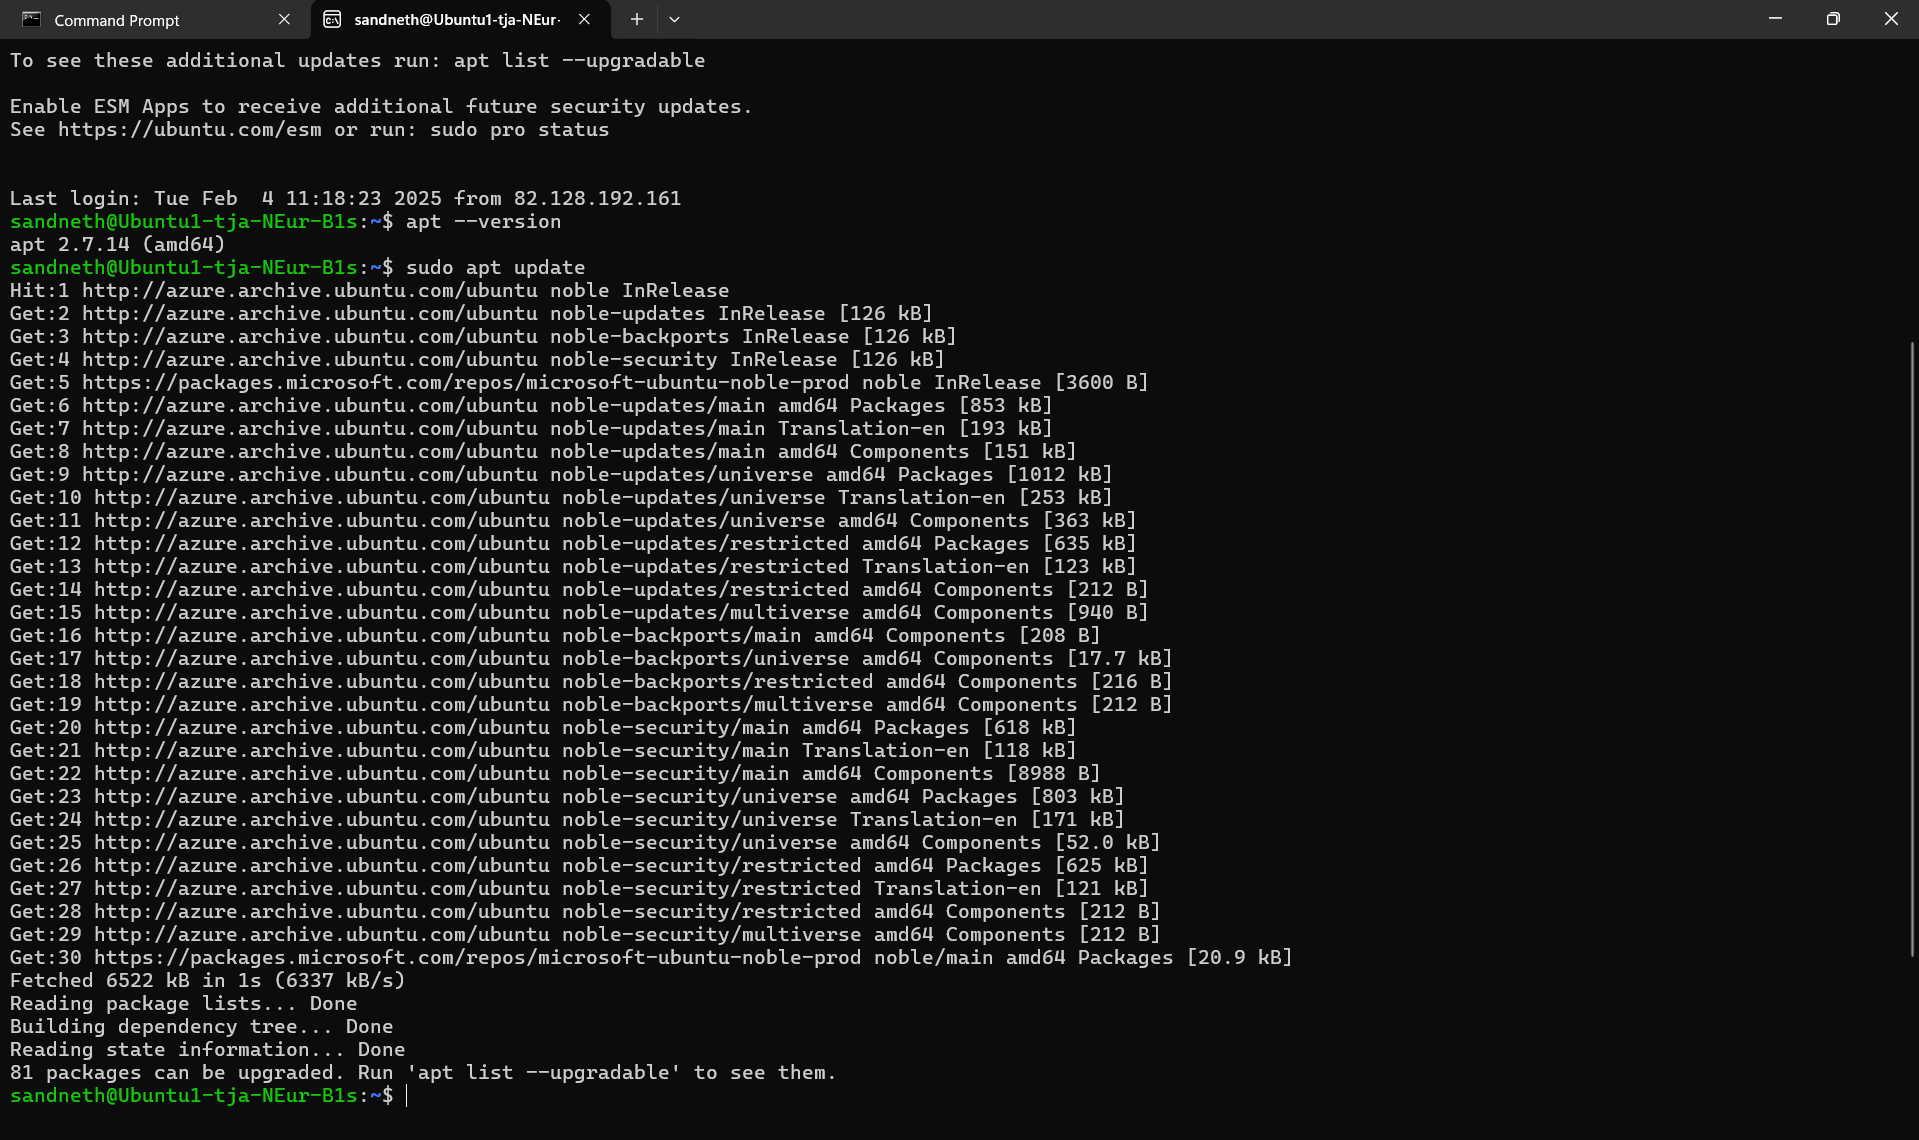 Command Prompt
sandneth@Ubuntu1-tja-NEur-
To see these additional updates run: apt list --upgradable
Enable ESM Apps to receive additional future security updates.
See https://ubuntu.com/esm or run: sudo pro status
Last login: Tue Feb  4 11:18:23 2025 from 82.128.192.161
sandneth@Ubuntu1-tja-NEur-B1s:~$ apt --version
apt 2.7.14 (amd64)
sandneth@Ubuntu1-tja-NEur-B1s:~$ sudo apt update
Hit:1 http://azure.archive.ubuntu.com/ubuntu noble InRelease
Get:2 http://azure.archive.ubuntu.com/ubuntu noble-updates InRelease [126 kB]
Get:3 http://azure.archive.ubuntu.com/ubuntu noble-backports InRelease [126 kB]
Get:4 http://azure.archive.ubuntu.com/ubuntu noble-security InRelease [126 kB]
Get:5 https://packages.microsoft.com/repos/microsoft-ubuntu-noble-prod noble InRelease [3600 B]
Get:6 http://azure.archive.ubuntu.com/ubuntu noble-updates/main amd64 Packages [853 kB]
Get:7 http://azure.archive.ubuntu.com/ubuntu noble-updates/main Translation-en [193 kB]
Get:8 http://azure.archive.ubuntu.com/ubuntu noble-updates/main amd64 Components [151 kB]
Get:9 http://azure.archive.ubuntu.com/ubuntu noble-updates/universe amd64 Packages [1012 kB]
Get:10 http://azure.archive.ubuntu.com/ubuntu noble-updates/universe Translation-en [253 kB]
Get:11 http://azure.archive.ubuntu.com/ubuntu noble-updates/universe amd64 Components [363 kB]
Get:12 http://azure.archive.ubuntu.com/ubuntu noble-updates/restricted amd64 Packages [635 kB]
Get:13 http://azure.archive.ubuntu.com/ubuntu noble-updates/restricted Translation-en [123 kB]
Get:14 http://azure.archive.ubuntu.com/ubuntu noble-updates/restricted amd64 Components [212 B]
Get:15 http://azure.archive.ubuntu.com/ubuntu noble-updates/multiverse amd64 Components [940 B]
Get:16 http://azure.archive.ubuntu.com/ubuntu noble-backports/main amd64 Components [208 B]
Get:17 http://azure.archive.ubuntu.com/ubuntu noble-backports/universe amd64 Components [17.7 kB]
Get:18 http://azure.archive.ubuntu.com/ubuntu noble-backports/restricted amd64 Components [216 B]
Get:19 http://azure.archive.ubuntu.com/ubuntu noble-backports/multiverse amd64 Components [212 B]
Get:20 http://azure.archive.ubuntu.com/ubuntu noble-security/main amd64 Packages [618 kB]
Get:21 http://azure.archive.ubuntu.com/ubuntu noble-security/main Translation-en [118 kB]
Get:22 http://azure.archive.ubuntu.com/ubuntu noble-security/main amd64 Components [8988 B]
Get:23 http://azure.archive.ubuntu.com/ubuntu noble-security/universe amd64 Packages [803 kB]
Get:24 http://azure.archive.ubuntu.com/ubuntu noble-security/universe Translation-en [171 kB]
Get:25 http://azure.archive.ubuntu.com/ubuntu noble-security/universe amd64 Components [52.0 kB]
Get:26 http://azure.archive.ubuntu.com/ubuntu noble-security/restricted amd64 Packages [625 kB]
Get:27 http://azure.archive.ubuntu.com/ubuntu noble-security/restricted Translation-en [121 kB]
Get:28 http://azure.archive.ubuntu.com/ubuntu noble-security/restricted amd64 Components [212 B]
Get:29 http://azure.archive.ubuntu.com/ubuntu noble-security/multiverse amd64 Components [212 B]
Get:30 https://packages.microsoft.com/repos/microsoft-ubuntu-noble-prod noble/main amd64 Packages [20.9 kB]
Fetched 6522 kB in 1s (6337 kB/s)
Reading package lists... Done
Building dependency tree... Done
Reading state information... Done
81 packages can be upgraded. Run 'apt list --upgradable' to see them.
sandneth@Ubuntu1-tja-NEur-B1s:~$